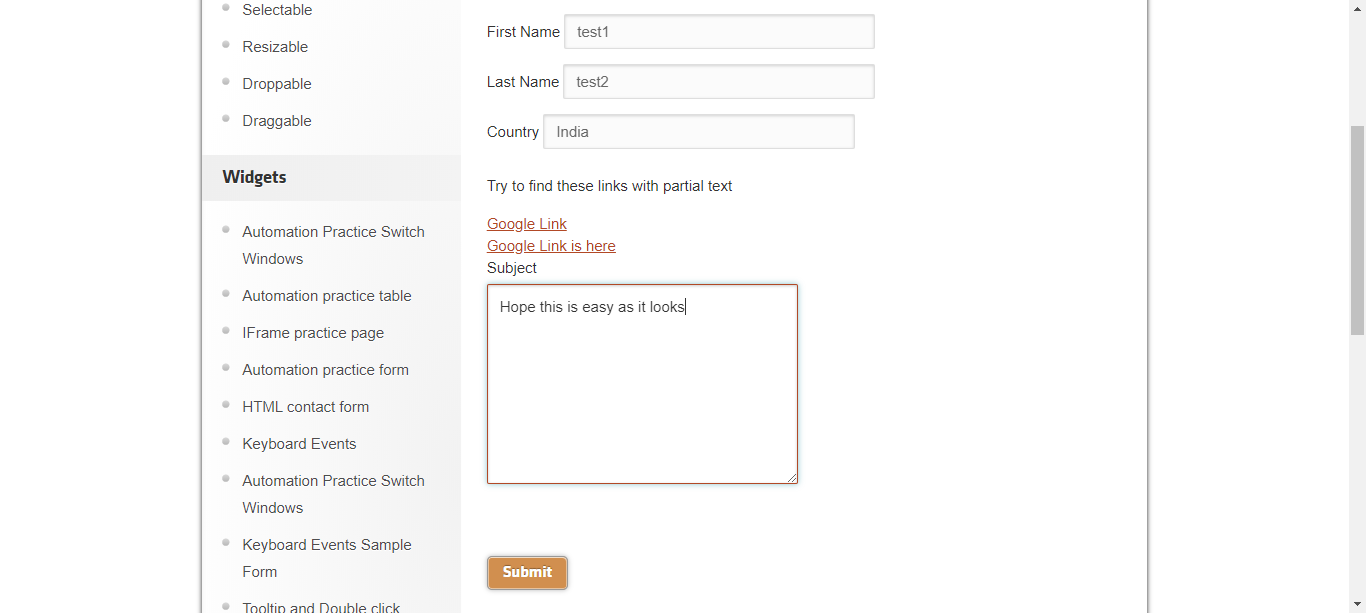 Selectable
Resizable
Droppable
Draggable
Widgets
Automation Practice Switch
Windows
Automation practice table
IFrame practice page
Automation practice form
HTML contact form
Keyboard Events
Automation Practice Switch
Windows
Keyboard Events Sample
Form
Tooltip and Double click
First Name test1
Last Name test2
Country India
Try to find these links with partial text
Google Link
Google Link is here
Subject
Hope this is easy as it looks
Submit